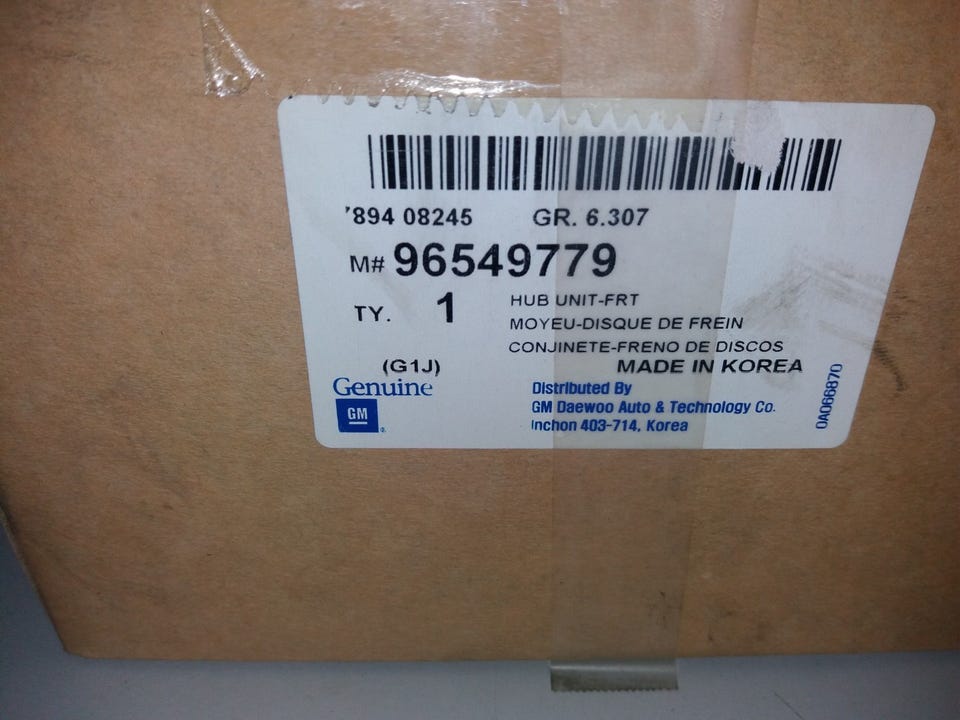 '894 08245 GR. 6.307
M# 96549779
TY. 1 HUB UNIT-FRT
MOYEU-DISQUE DE FREIN
CONJINETE-FRENO DE DISCOS
(G1J) MADE IN KOREA
Genuine
GM
Distributed By
GM Daewoo Auto & Technology Co.
Inchon 403-714, Korea
0A066870